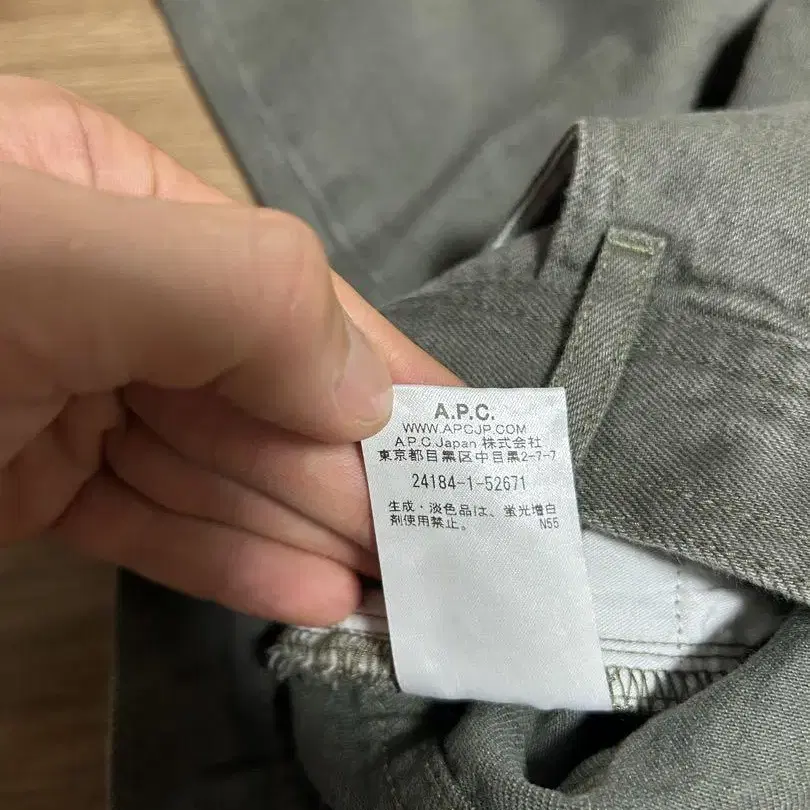 A.P.C.
WWW.APCJP.COM
A.P.C.Japan 株式会社
東京都目黒区中目黒2-7-7
24184-1-52671
生成・淡色品は、蛍光増白
剤使用禁止。 N55